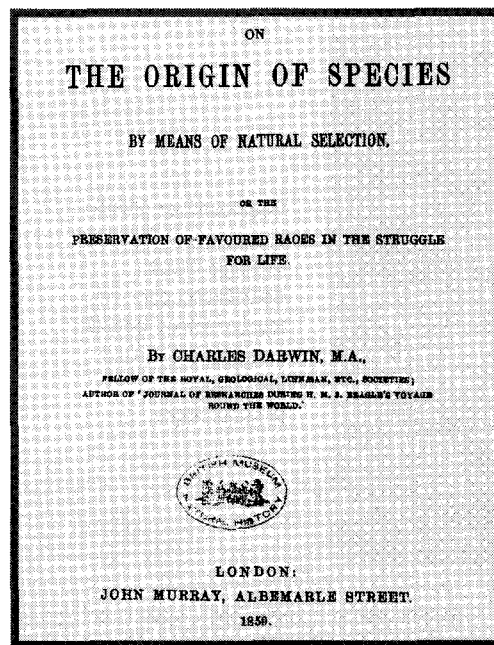 ON
THE ORIGIN OF SPECIES
BY MEANS OF NATURAL SELECTION,
OR THE
PRESERVATION OF FAVOURED RACES IN THE STRUGGLE
FOR LIFE.
BY CHARLES DARWIN, M.A.,
FELLOW OF THE ROYAL, GEOLOGICAL, LINNÆAN, ETC., SOCIETIES;
AUTHOR OF 'JOURNAL OF RESEARCHES DURING H. M. S. BEAGLE'S VOYAGE
ROUND THE WORLD.'
BRITISH MUSEUM
NATURAL HISTORY
LONDON:
JOHN MURRAY, ALBEMARLE STREET.
1859.